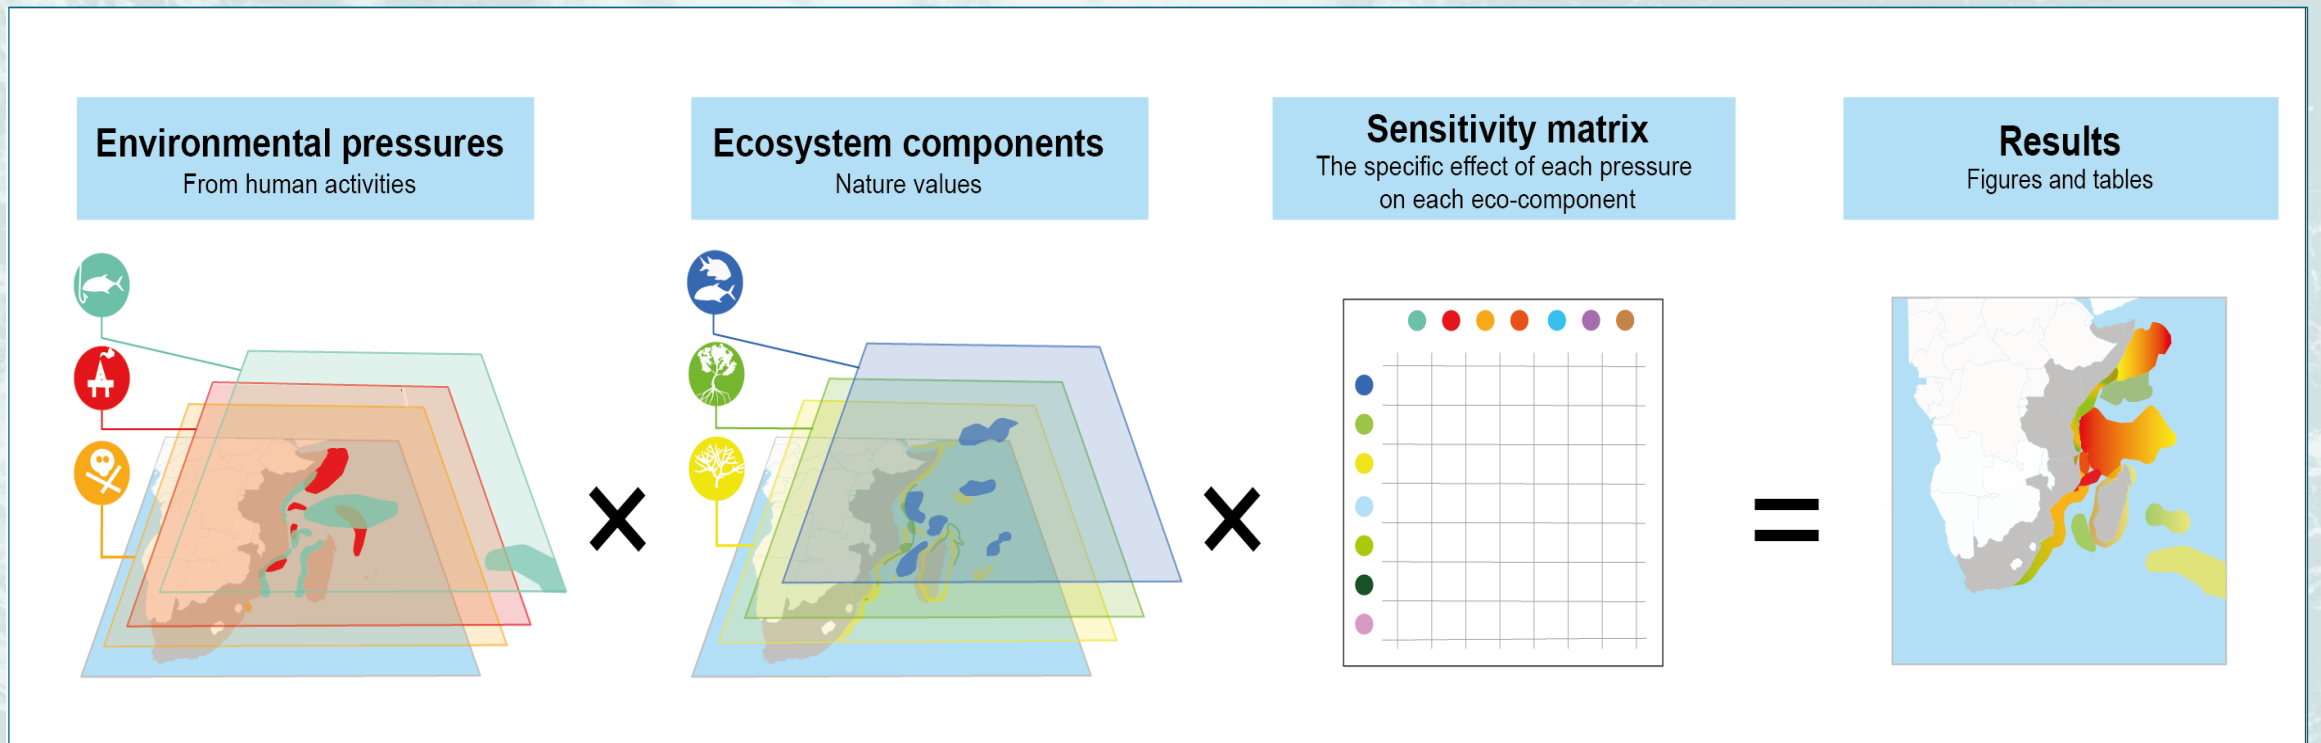 Environmental pressures
From human activities
Ecosystem components
Nature values
Sensitivity matrix
The specific effect of each pressure
on each eco-component
Results
Figures and tables